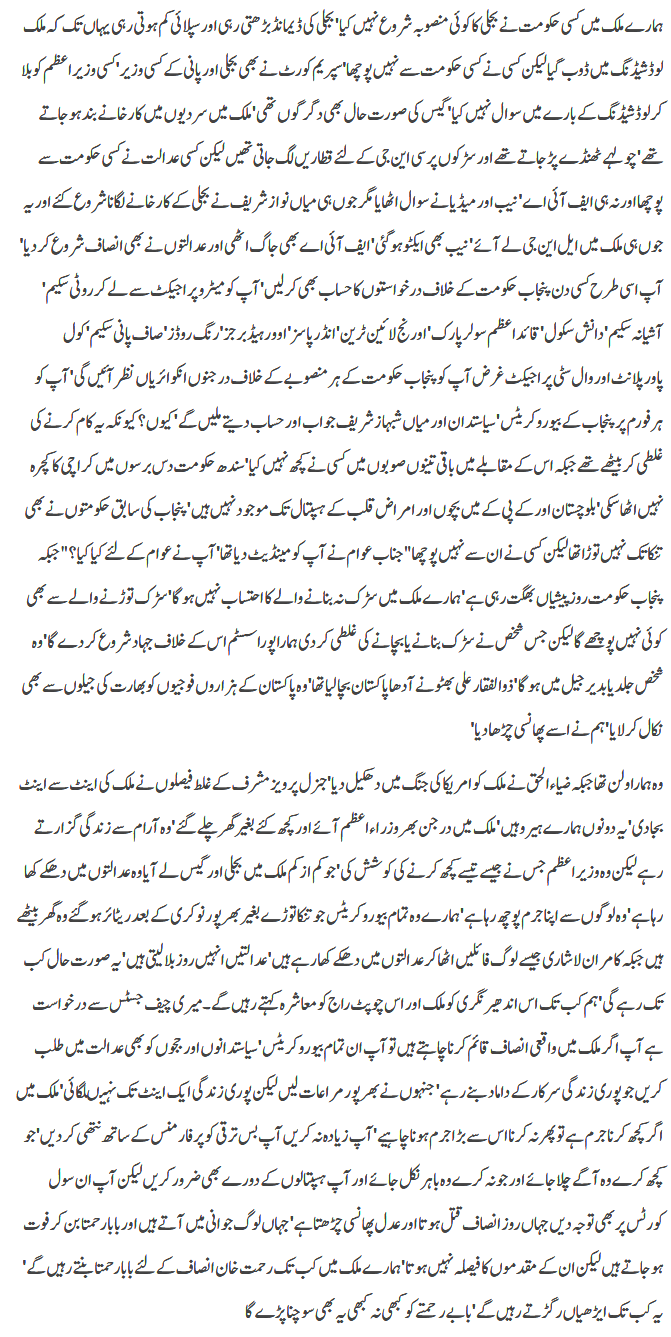 ہمارے ملک میں کسی حکومت نے بجلی کا کوئی منصوبہ شروع نہیں کیا' بجلی کی ڈیمانڈ بڑھتی رہی اور سپلائی کم ہوتی رہی یہاں تک کہ ملک
لوڈشیڈنگ میں ڈوب گیا لیکن کسی نے کسی حکومت سے نہیں پوچھا' سپریم کورٹ نے بھی بجلی اور پانی کے کسی وزیر' کسی وزیراعظم کو بلا
کر لوڈ شیڈنگ کے بارے میں سوال نہیں کیا' گیس کی صورت حال بھی دگرگوں تھی' ملک میں سردیوں میں کارخانے بند ہو جاتے
تھے' چولہے ٹھنڈے پڑ جاتے تھے اور سڑکوں پر سی این جی کے لئے قطاریں لگ جاتی تھیں لیکن کسی عدالت نے کسی حکومت سے
پوچھا اور نہ ہی ایف آئی اے' نیب اور میڈیا نے سوال اٹھایا مگر جوں ہی میاں نواز شریف نے بجلی کے کارخانے لگانا شروع کئے اور یہ
جوں ہی ملک میں ایل این جی لے آئے' نیب بھی ایکٹو ہو گئی' ایف آئی اے بھی جاگ اٹھی اور عدالتوں نے بھی انصاف شروع کر دیا'
آپ اسی طرح کسی دن پنجاب حکومت کے خلاف درخواستوں کا حساب بھی کر لیں' آپ کو میٹرو پراجیکٹ سے لے کر روٹی سکیم'
آشیانہ سکیم' دانش سکول' قائداعظم سولر پارک' اورنج لائین ٹرین' انڈر پاسز' اوور ہیڈ برجز' رنگ روڈز' صاف پانی سکیم' کول
پاور پلانٹ اور وال سٹی پراجیکٹ غرض آپ کو پنجاب حکومت کے ہر منصوبے کے خلاف درجنوں انکوائریاں نظر آئیں گی' آپ کو
ہر فورم پر پنجاب کے بیوروکریٹس' سیاستدان اور میاں شہباز شریف جواب اور حساب دیتے ملیں گے' کیوں؟ کیونکہ یہ کام کرنے کی
غلطی کر بیٹھے تھے جبکہ اس کے مقابلے میں باقی تینوں صوبوں میں کسی نے کچھ نہیں کیا' سندھ حکومت دس برسوں میں کراچی کا کچرہ
نہیں اٹھا سکی' بلوچستان اور کے پی کے میں بچوں اور امراض قلب کے ہسپتال تک موجود نہیں ہیں' پنجاب کی سابق حکومتوں نے بھی
تنکا تک نہیں توڑا تھا لیکن کسی نے ان سے نہیں پوچھا "جناب عوام نے آپ کو مینڈیٹ دیا تھا' آپ نے عوام کے لئے کیا کیا؟" جبکہ
پنجاب حکومت روز پیشیاں بھگت رہی ہے' ہمارے ملک میں سڑک نہ بنانے والے کا احتساب نہیں ہو گا' سڑک توڑنے والے سے بھی
کوئی نہیں پوچھے گا لیکن جس شخص نے سڑک بنانے یا بچانے کی غلطی کر دی ہمارا پورا سسٹم اس کے خلاف جہاد شروع کر دے گا' وہ
شخص جلد یا بدیر جیل میں ہو گا' ذوالفقار علی بھٹو نے آدھا پاکستان بچا لیا تھا' وہ پاکستان کے ہزاروں فوجیوں کو بھارت کی جیلوں سے بھی
نکال کر لایا' ہم نے اسے پھانسی چڑھا دیا'
وہ ہمارا ولن تھا جبکہ ضیاء الحق نے ملک کو امریکا کی جنگ میں دھکیل دیا' جنرل پرویز مشرف کے غلط فیصلوں نے ملک کی اینٹ سے اینٹ
بجا دی' یہ دونوں ہمارے ہیرو ہیں' ملک میں درجن بھر وزراء اعظم آئے اور کچھ کئے بغیر گھر چلے گئے' وہ آرام سے زندگی گزارتے
رہے لیکن وہ وزیراعظم جس نے جیسے تیسے کچھ کرنے کی کوشش کی' جو کم از کم ملک میں بجلی اور گیس لے آیا وہ عدالتوں میں دھکے کھا
رہا ہے' وہ لوگوں سے اپنا جرم پوچھ رہا ہے' ہمارے وہ تمام بیوروکریٹس جو تنکا توڑے بغیر بھرپور نوکری کے بعد ریٹائر ہو گئے وہ گھر بیٹھے
ہیں جبکہ کامران لاشاری جیسے لوگ فائلیں اٹھا کر عدالتوں میں دھکے کھا رہے ہیں' عدالتیں انہیں روز بلا لیتی ہیں' یہ صورت حال کب
تک رہے گی' ہم کب تک اس اندھیر نگری کو ملک اور اس چوپٹ راج کو معاشرہ کہتے رہیں گے۔ میری چیف جسٹس سے درخواست
ہے آپ اگر ملک میں واقعی انصاف قائم کرنا چاہتے ہیں تو آپ ان تمام بیوروکریٹس' سیاستدانوں اور ججوں کو بھی عدالت میں طلب
کریں جو پوری زندگی سرکار کے داماد بنے رہے' جنہوں نے بھرپور مراعات لیں لیکن پوری زندگی ایک اینٹ تک نہیں لگائی' ملک میں
اگر کچھ کرنا جرم ہے تو پھر نہ کرنا اس سے بڑا جرم ہونا چاہیے' آپ زیادہ نہ کریں آپ بس ترقی کو پرفارمنس کے ساتھ نتھی کر دیں' جو
کچھ کرے وہ آگے چلا جائے اور جو نہ کرے وہ باہر نکل جائے اور آپ ہسپتالوں کے دورے بھی ضرور کریں لیکن آپ ان سول
کورٹس پر بھی توجہ دیں جہاں روز انصاف قتل ہوتا اور عدل پھانسی چڑھتا ہے' جہاں لوگ جوانی میں آتے ہیں اور بابا رحمتا بن کر فوت
ہو جاتے ہیں لیکن ان کے مقدموں کا فیصلہ نہیں ہوتا' ہمارے ملک میں کب تک رحمت خان انصاف کے لئے بابا رحمتا بنتے رہیں گے'
یہ کب تک ایڑھیاں رگڑتے رہیں گے' بابے رحمتے کو کبھی نہ کبھی یہ بھی سوچنا پڑے گا